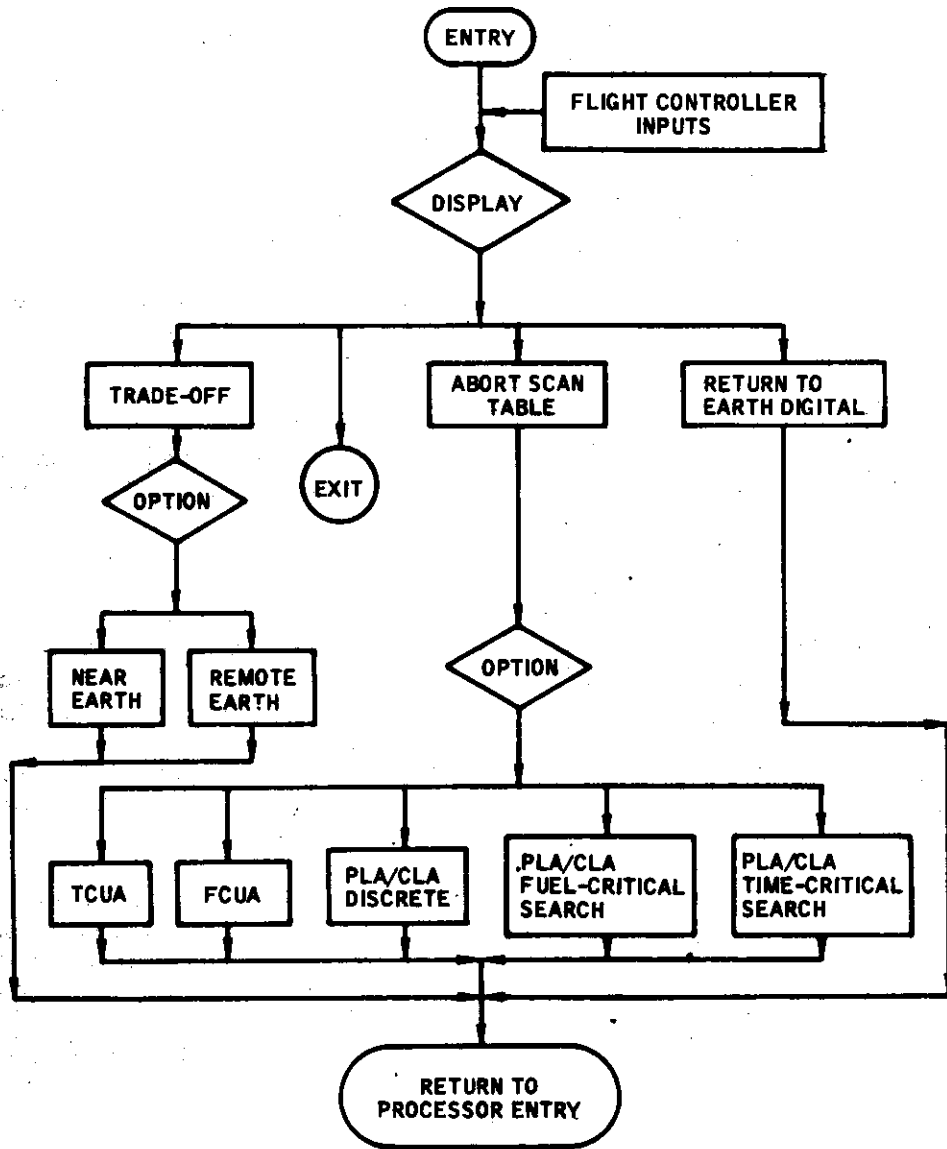 ENTRY
FLIGHT CONTROLLER
INPUTS
DISPLAY
TRADE-OFF
EXIT
ABORT SCAN
TABLE
RETURN TO
EARTH DIGITAL
OPTION
OPTION
NEAR
EARTH
REMOTE
EARTH
TCUA
FCUA
PLA/CLA
DISCRETE
PLA/CLA
FUEL-CRITICAL
SEARCH
PLA/CLA
TIME-CRITICAL
SEARCH
RETURN TO
PROCESSOR ENTRY